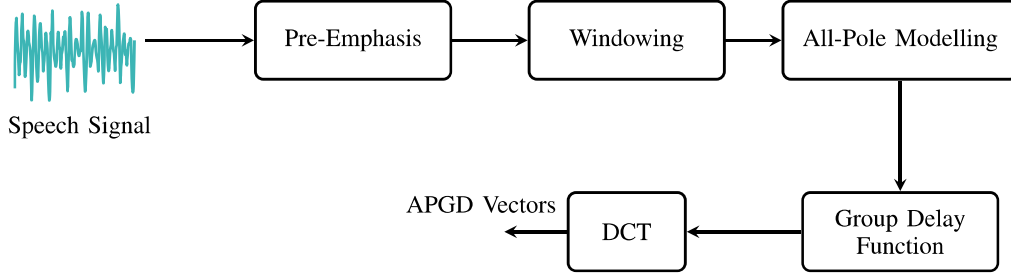 Pre-Emphasis
Windowing
All-Pole Modelling
Speech Signal
APGD Vectors
DCT
Group Delay
Function